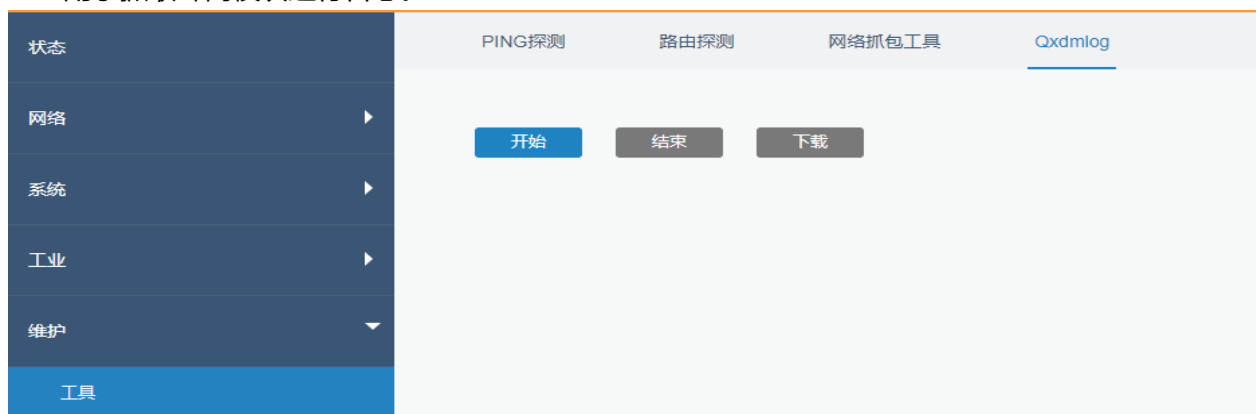 状态
PING探测 路由探测 网络抓包工具 Qxdmlog
网络
开始 结束 下载
系统
工业
维护
工具